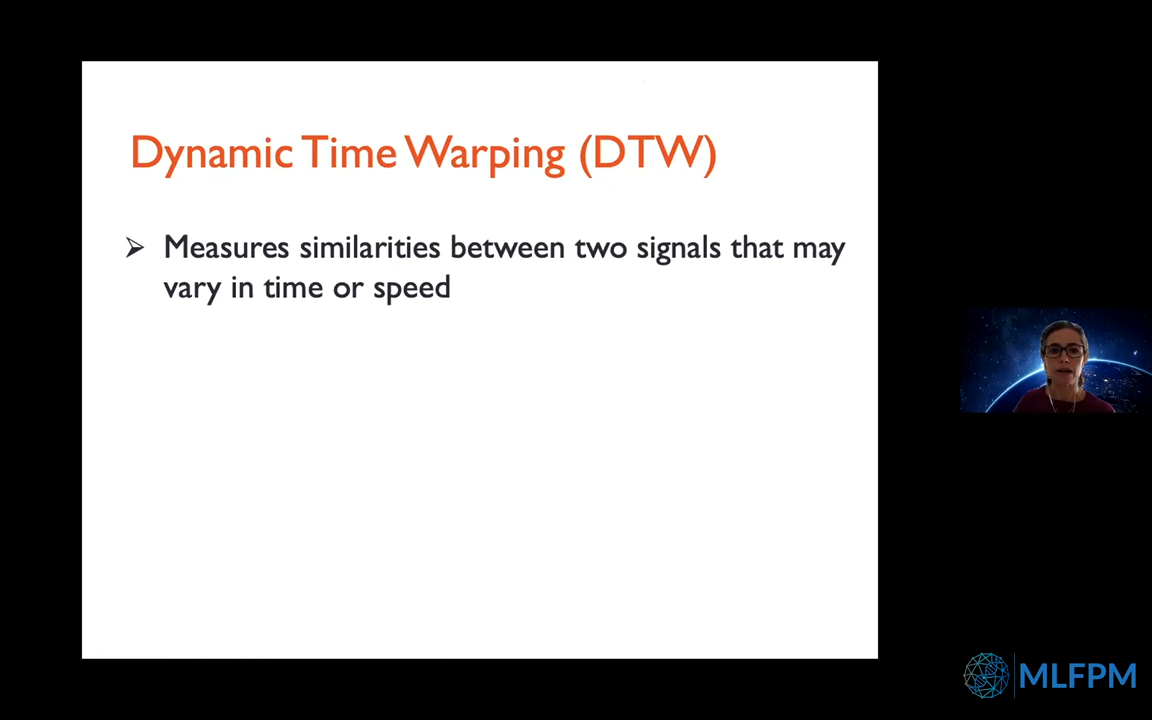 Dynamic Time Warping (DTW)
➢ Measures similarities between two signals that may
vary in time or speed
MLFPM